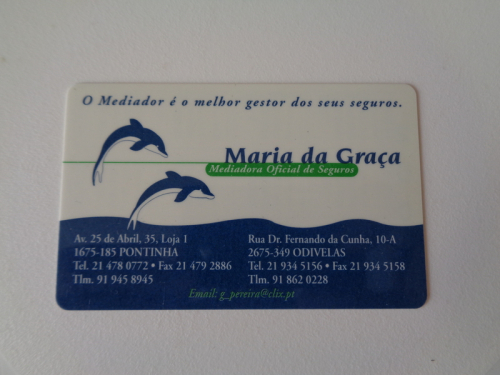 O Mediador é o melhor gestor dos seus seguros.
Maria da Graça
Mediadora Oficial de Seguros
Av. 25 de Abril, 35, Loja 1
1675-185 PONTINHA
Tel. 21 478 0772 • Fax 21 479 2886
Tlm. 91 945 8945
Rua Dr. Fernando da Cunha, 10-A
2675-349 ODIVELAS
Tel. 21 934 5156 • Fax 21 934 5158
Tlm. 91 862 0228
Email: g_pereira@clix.pt